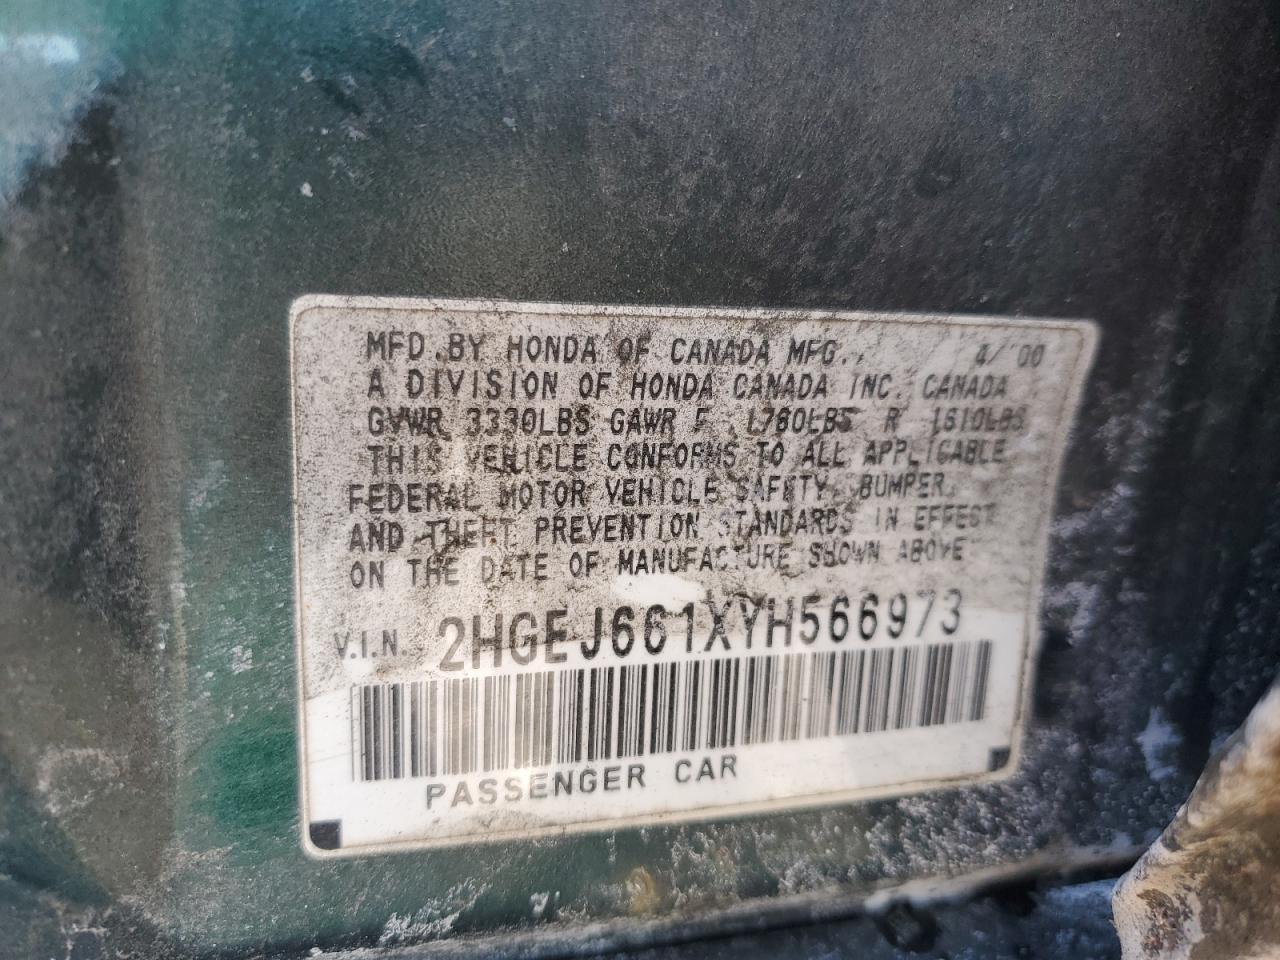 MFD. BY HONDA OF CANADA MFG., 4/ 00
A DIVISION OF HONDA CANADA INC. CANADA
GVWR 3330LBS GAWR F 1780LBS R 1610LBS
THIS VEHICLE CONFORMS TO ALL APPLICABLE
FEDERAL MOTOR VEHICLE SAFETY, BUMPER,
AND THEFT PREVENTION STANDARDS IN EFFECT
ON THE DATE OF MANUFACTURE SHOWN ABOVE
V.I.N. 2HGEJ661XYH566973
PASSENGER CAR